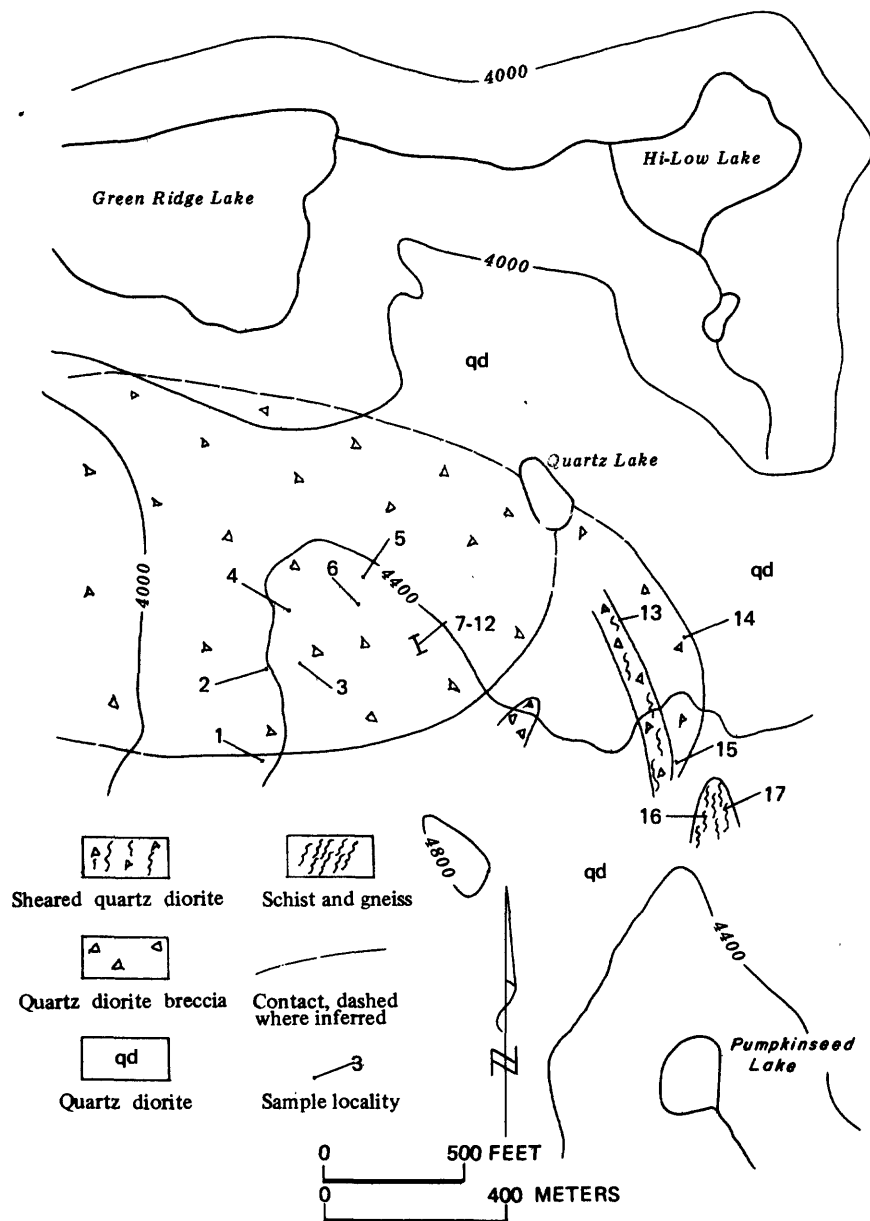 4000
Hi-Low Lake
Green Ridge Lake
4000
qd
Quartz Lake
5
4000
4
6
4400
qd
7-12
13
14
2
3
1
15
16
17
4800
qd
4400
Sheared quartz diorite
Schist and gneiss
Quartz diorite breccia
Contact, dashed
where inferred
qd
3
Quartz diorite
Sample locality
N
Pumpkinseed
Lake
0
500 FEET
0
400 METERS